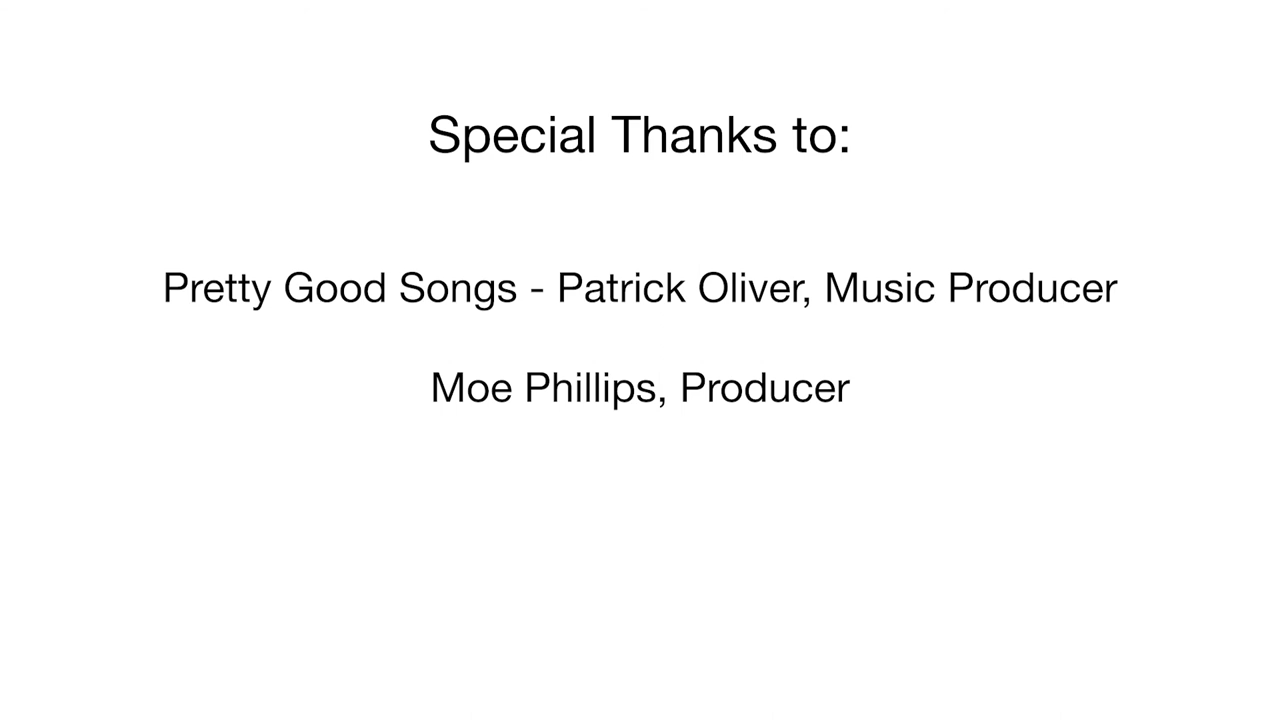 Special Thanks to:
Pretty Good Songs - Patrick Oliver, Music Producer
Moe Phillips, Producer